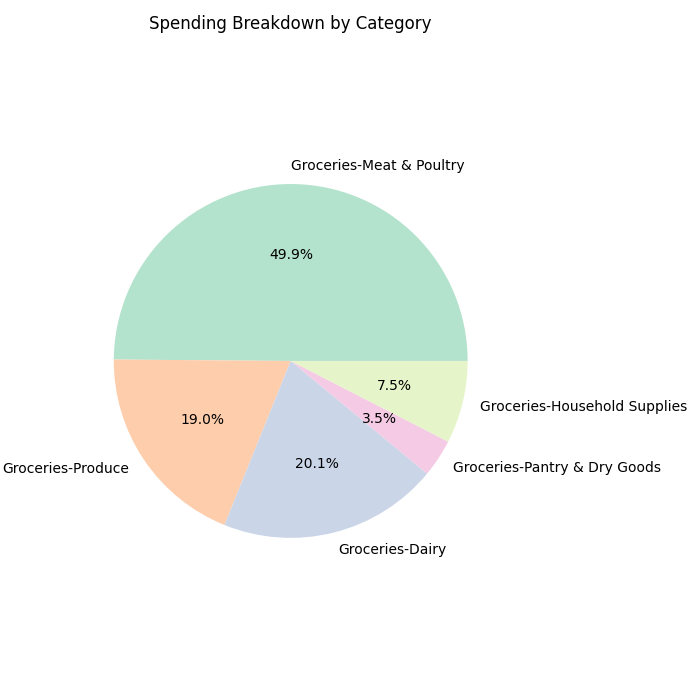 Spending Breakdown by Category
Groceries-Meat & Poultry
49.9%
7.5%
Groceries-Household Supplies
3.5%
19.0%
20.1%
Groceries-Pantry & Dry Goods
Groceries-Produce
Groceries-Dairy